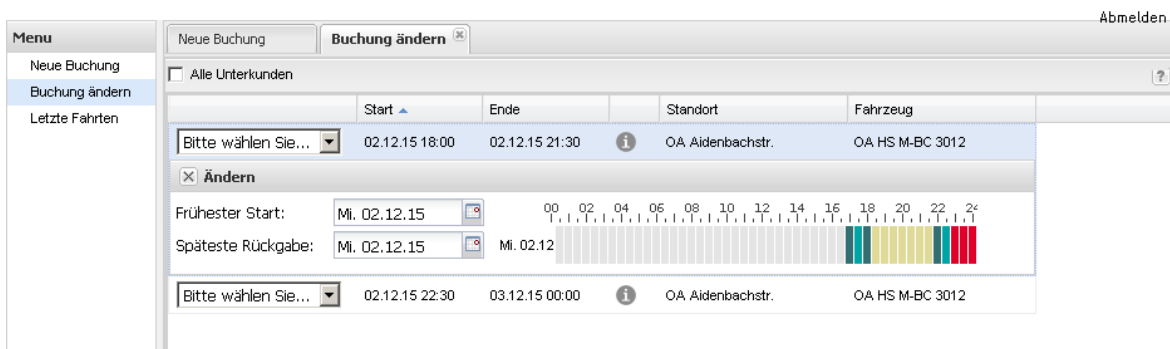 Abmelden
Menu
Neue Buchung
Buchung ändern
Letzte Fahrten
Neue Buchung Buchung ändern
Alle Unterkunden ?
Start Ende Standort Fahrzeug
Bitte wählen Sie... 02.12.15 18:00 02.12.15 21:30 i OA Aidenbachstr. OA HS M-BC 3012
Ändern
Frühester Start: Mi. 02.12.15 00 02 04 06 08 10 12 14 16 18 20 22 24
Späteste Rückgabe: Mi. 02.12.15 Mi. 02.12
Bitte wählen Sie... 02.12.15 22:30 03.12.15 00:00 i OA Aidenbachstr. OA HS M-BC 3012